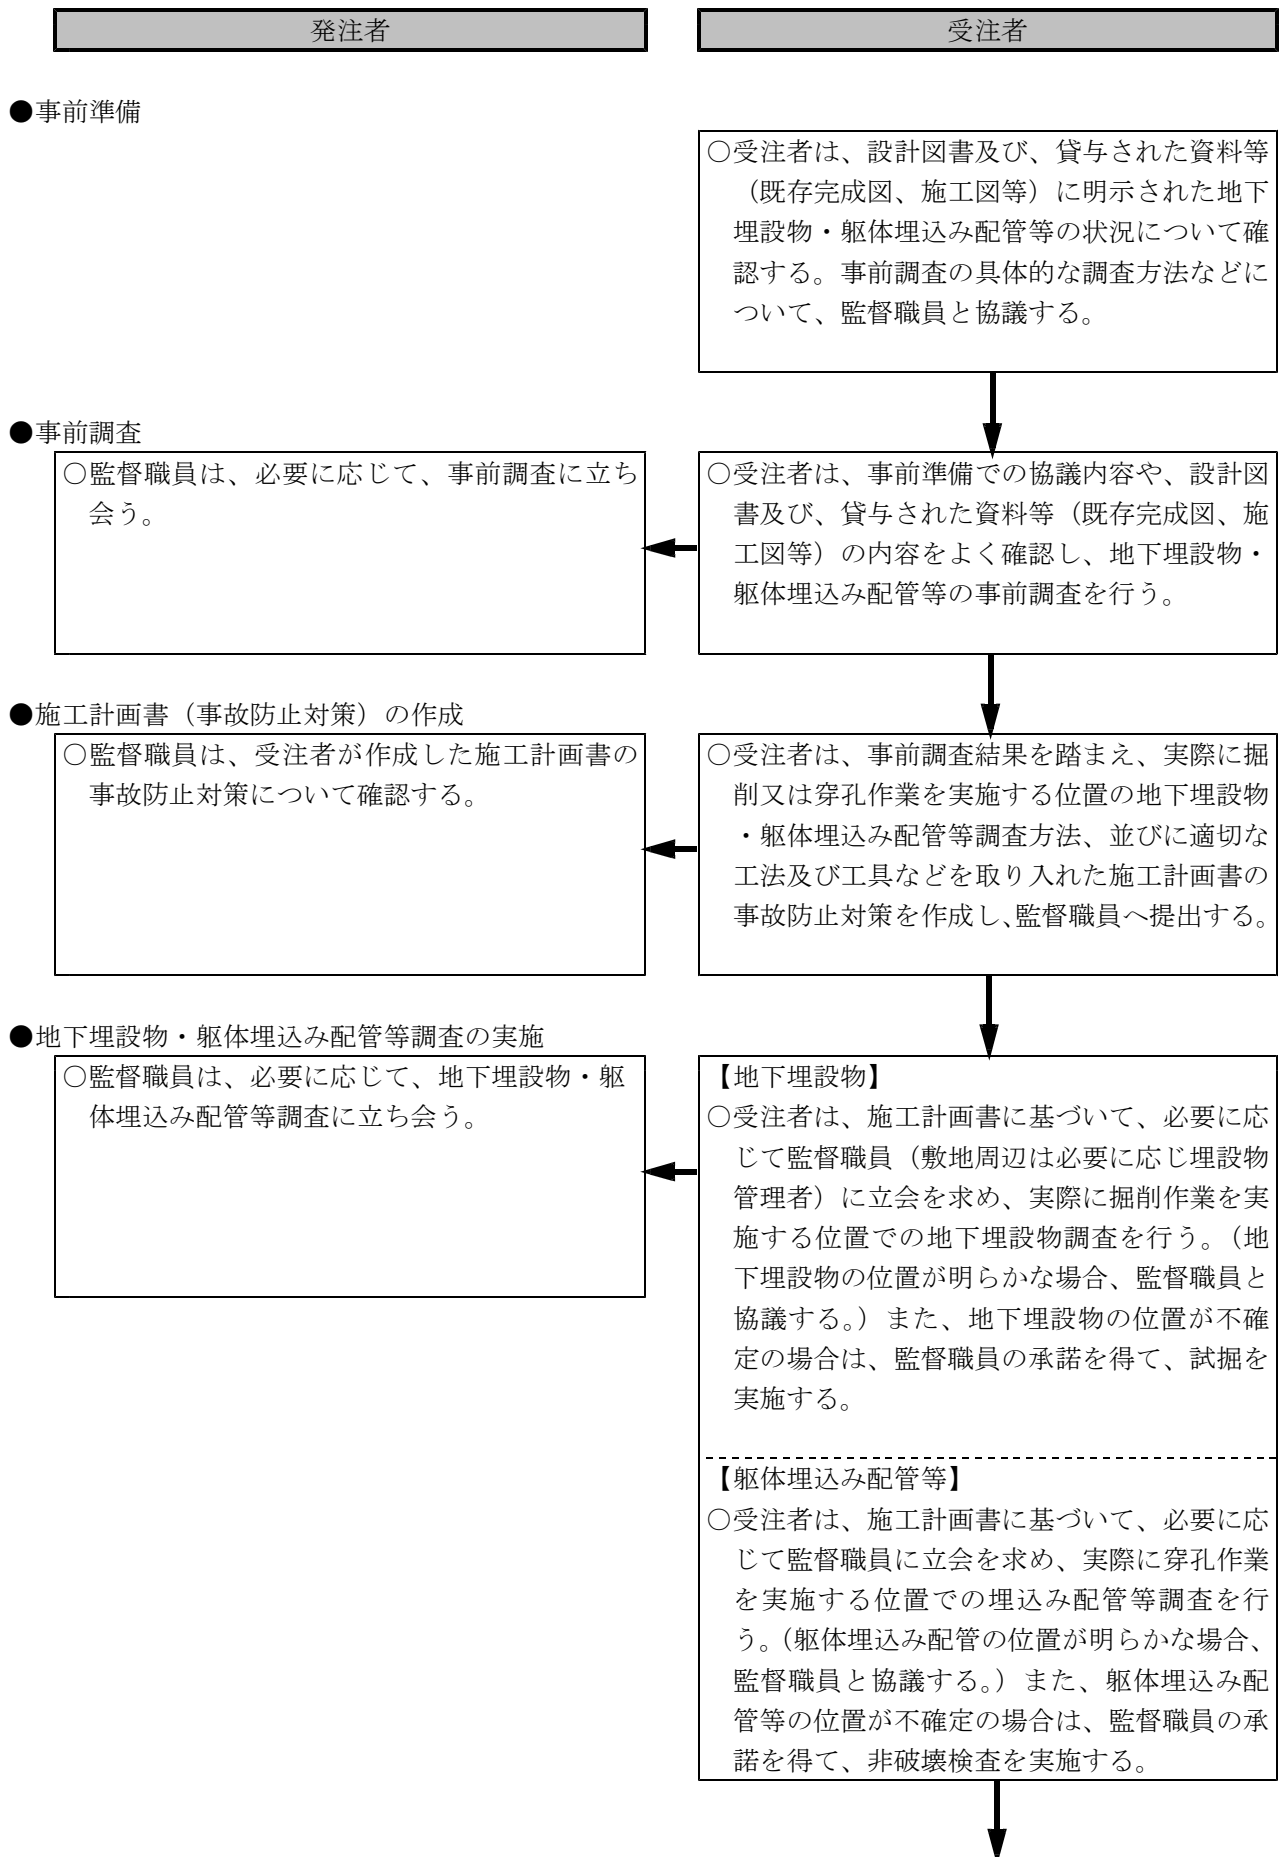 発注者
受注者
●事前準備
○受注者は、設計図書及び、貸与された資料等
（既存完成図、施工図等）に明示された地下
埋設物・躯体埋込み配管等の状況について確
認する。事前調査の具体的な調査方法などに
ついて、監督職員と協議する。
●事前調査
○監督職員は、必要に応じて、事前調査に立ち
会う。
○受注者は、事前準備での協議内容や、設計図
書及び、貸与された資料等（既存完成図、施
工図等）の内容をよく確認し、地下埋設物・
躯体埋込み配管等の事前調査を行う。
●施工計画書（事故防止対策）の作成
○監督職員は、受注者が作成した施工計画書の
事故防止対策について確認する。
○受注者は、事前調査結果を踏まえ、実際に掘
削又は穿孔作業を実施する位置の地下埋設物
・躯体埋込み配管等調査方法、並びに適切な
工法及び工具などを取り入れた施工計画書の
事故防止対策を作成し、監督職員へ提出する。
●地下埋設物・躯体埋込み配管等調査の実施
○監督職員は、必要に応じて、地下埋設物・躯
体埋込み配管等調査に立ち会う。
【地下埋設物】
○受注者は、施工計画書に基づいて、必要に応
じて監督職員（敷地周辺は必要に応じ埋設物
管理者）に立会を求め、実際に掘削作業を実
施する位置での地下埋設物調査を行う。（地
下埋設物の位置が明らかな場合、監督職員と
協議する。）また、地下埋設物の位置が不確
定の場合は、監督職員の承諾を得て、試掘を
実施する。
【躯体埋込み配管等】
○受注者は、施工計画書に基づいて、必要に応
じて監督職員に立会を求め、実際に穿孔作業
を実施する位置での埋込み配管等調査を行
う。（躯体埋込み配管の位置が明らかな場合、
監督職員と協議する。）また、躯体埋込み配
管等の位置が不確定の場合は、監督職員の承
諾を得て、非破壊検査を実施する。